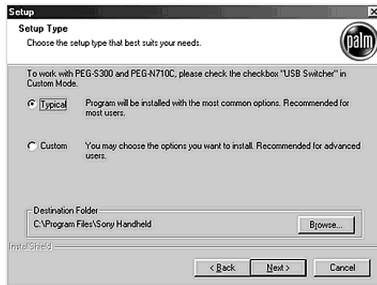 Setup
Setup Type
Choose the setup type that best suits your needs.
palm
To work with PEG-S300 and PEG-N710C, please check the checkbox "USB Switcher" in
Custom Mode.
Typical
Program will be installed with the most common options. Recommended for
most users.
Custom
You may choose the options you want to install. Recommended for advanced
users.
Destination Folder
C:\Program Files\Sony Handheld
Browse...
InstallShield
< Back
Next >
Cancel